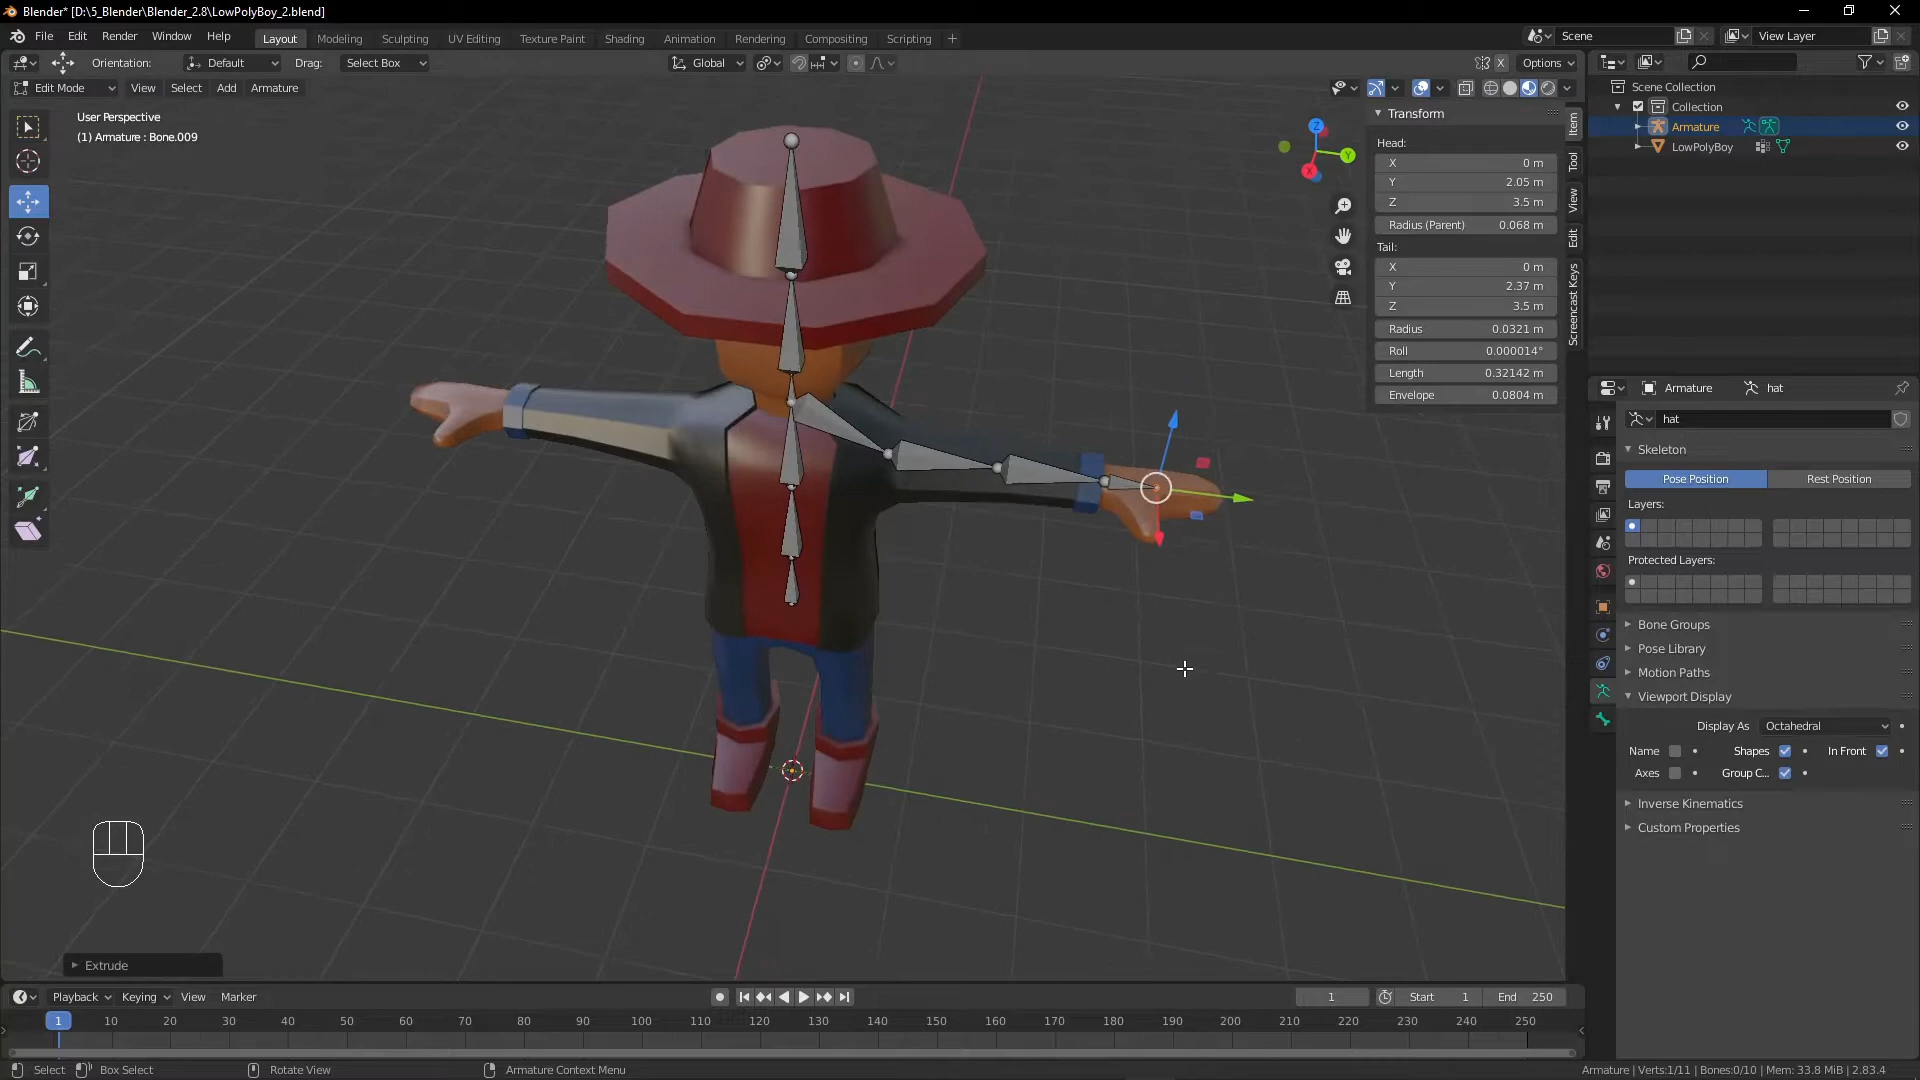 Blender* [D:\5_Blender\Blender_2.8\LowPolyBoy_2.blend]
File Edit Render Window Help Layout Modeling Sculpting UV Editing Texture Paint Shading Animation Rendering Compositing Scripting + Scene View Layer
Orientation: Default Drag: Select Box Global X Options
Edit Mode View Select Add Armature
User Perspective
(1) Armature : Bone.009
Z
Y
X
Transform
Head:
X 0 m
Y 2.05 m
Z 3.5 m
Radius (Parent) 0.068 m
Tail:
X 0 m
Y 2.37 m
Z 3.5 m
Radius 0.0321 m
Roll 0.000014°
Length 0.32142 m
Envelope 0.0804 m
Item
Tool
View
Edit
Screencast Keys
Scene Collection
Collection
Armature
LowPolyBoy
Armature hat
hat
Skeleton
Pose Position Rest Position
Layers:
Protected Layers:
Bone Groups
Pose Library
Motion Paths
Viewport Display
Display As Octahedral
Name Shapes In Front
Axes Group C...
Inverse Kinematics
Custom Properties
Extrude
Playback Keying View Marker 1 Start 1 End 250
1 10 20 30 40 50 60 70 80 90 100 110 120 130 140 150 160 170 180 190 200 210 220 230 240 250
Select Box Select Rotate View Armature Context Menu Armature | Verts:1/11 | Bones:0/10 | Mem: 33.8 MiB | 2.83.4